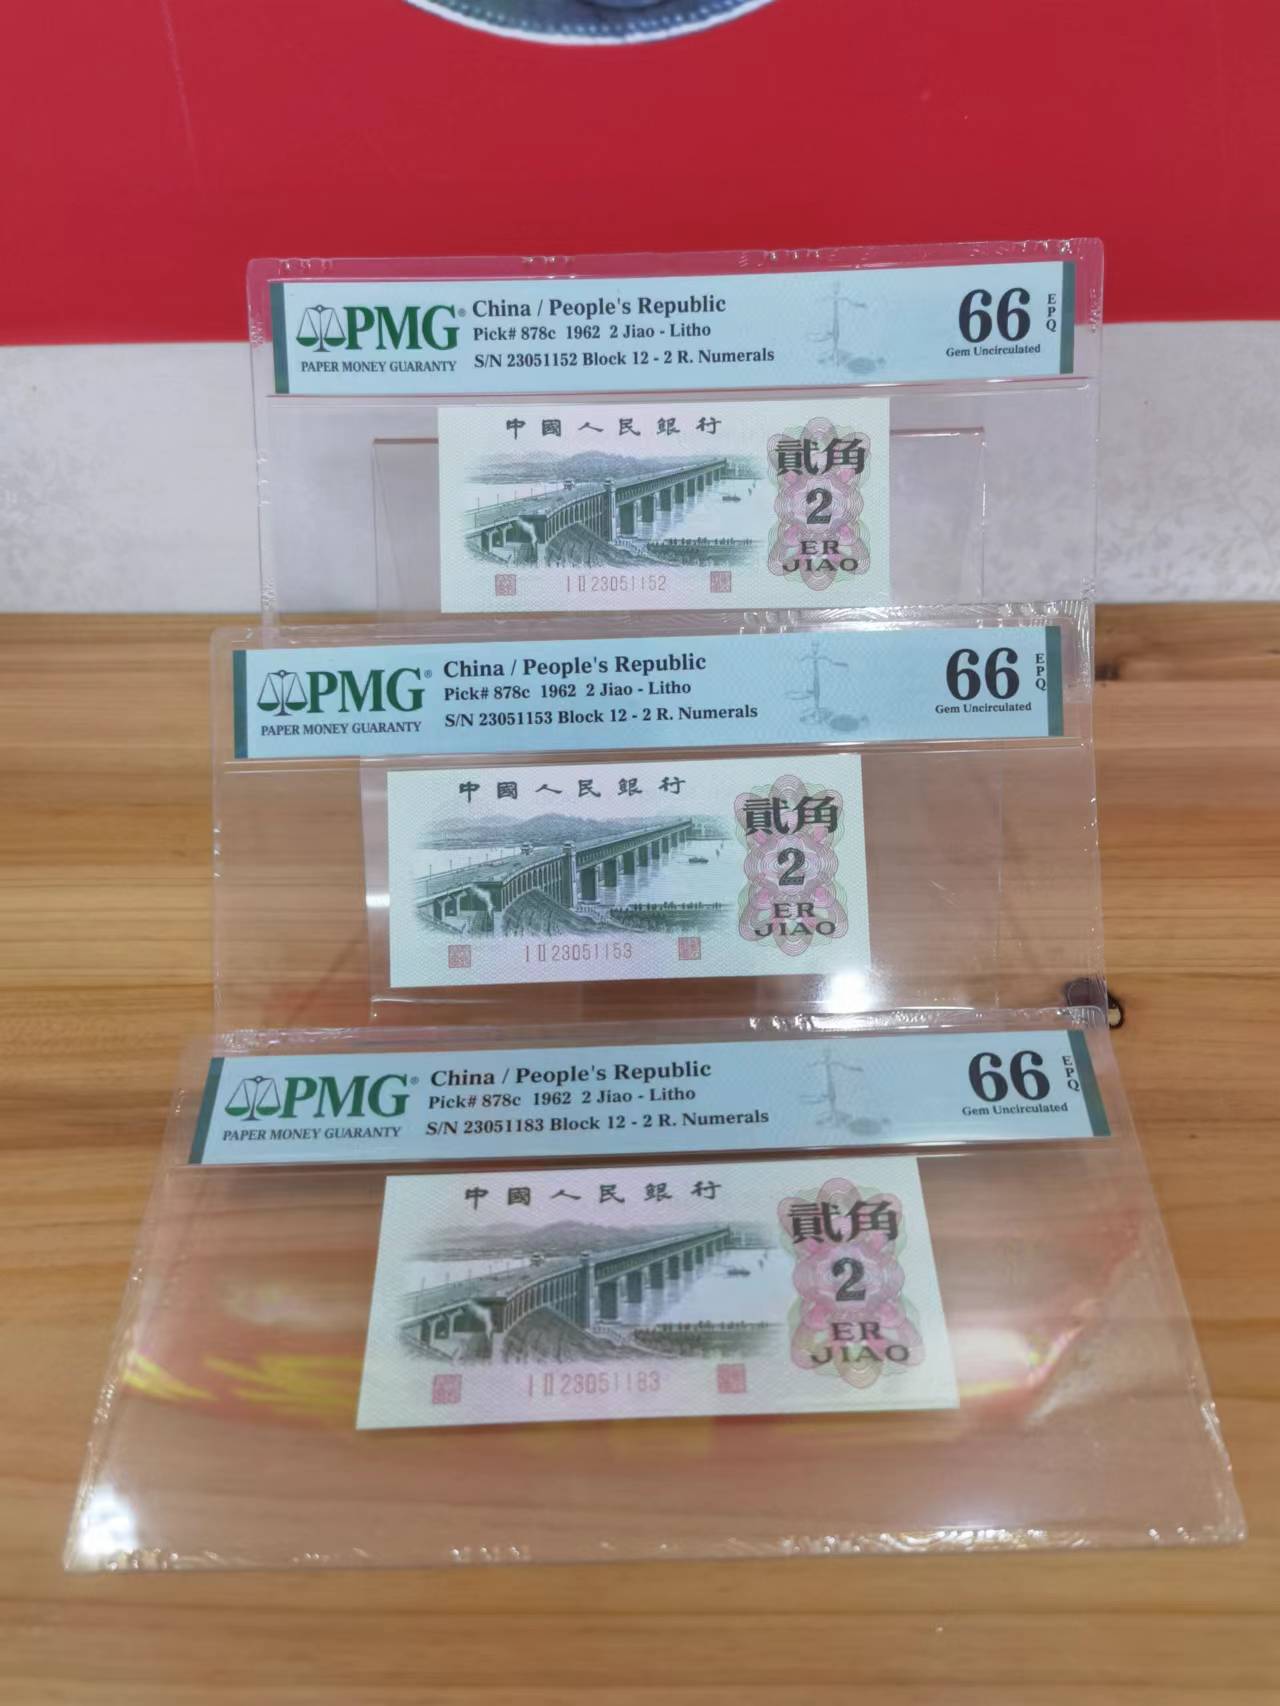 PMG®
PAPER MONEY GUARANTY
China / People's Republic
Pick# 878c 1962 2 Jiao - Litho
S/N 23051152 Block 12 - 2 R. Numerals
66 EPQ
Gem Uncirculated
中國人民銀行
貳角
2
ER
JIAO
I II 23051152
PMG®
PAPER MONEY GUARANTY
China / People's Republic
Pick# 878c 1962 2 Jiao - Litho
S/N 23051153 Block 12 - 2 R. Numerals
66 EPQ
Gem Uncirculated
中國人民銀行
貳角
2
ER
JIAO
I II 23051153
PMG®
PAPER MONEY GUARANTY
China / People's Republic
Pick# 878c 1962 2 Jiao - Litho
S/N 23051183 Block 12 - 2 R. Numerals
66 EPQ
Gem Uncirculated
中國人民銀行
貳角
2
ER
JIAO
I II 23051183